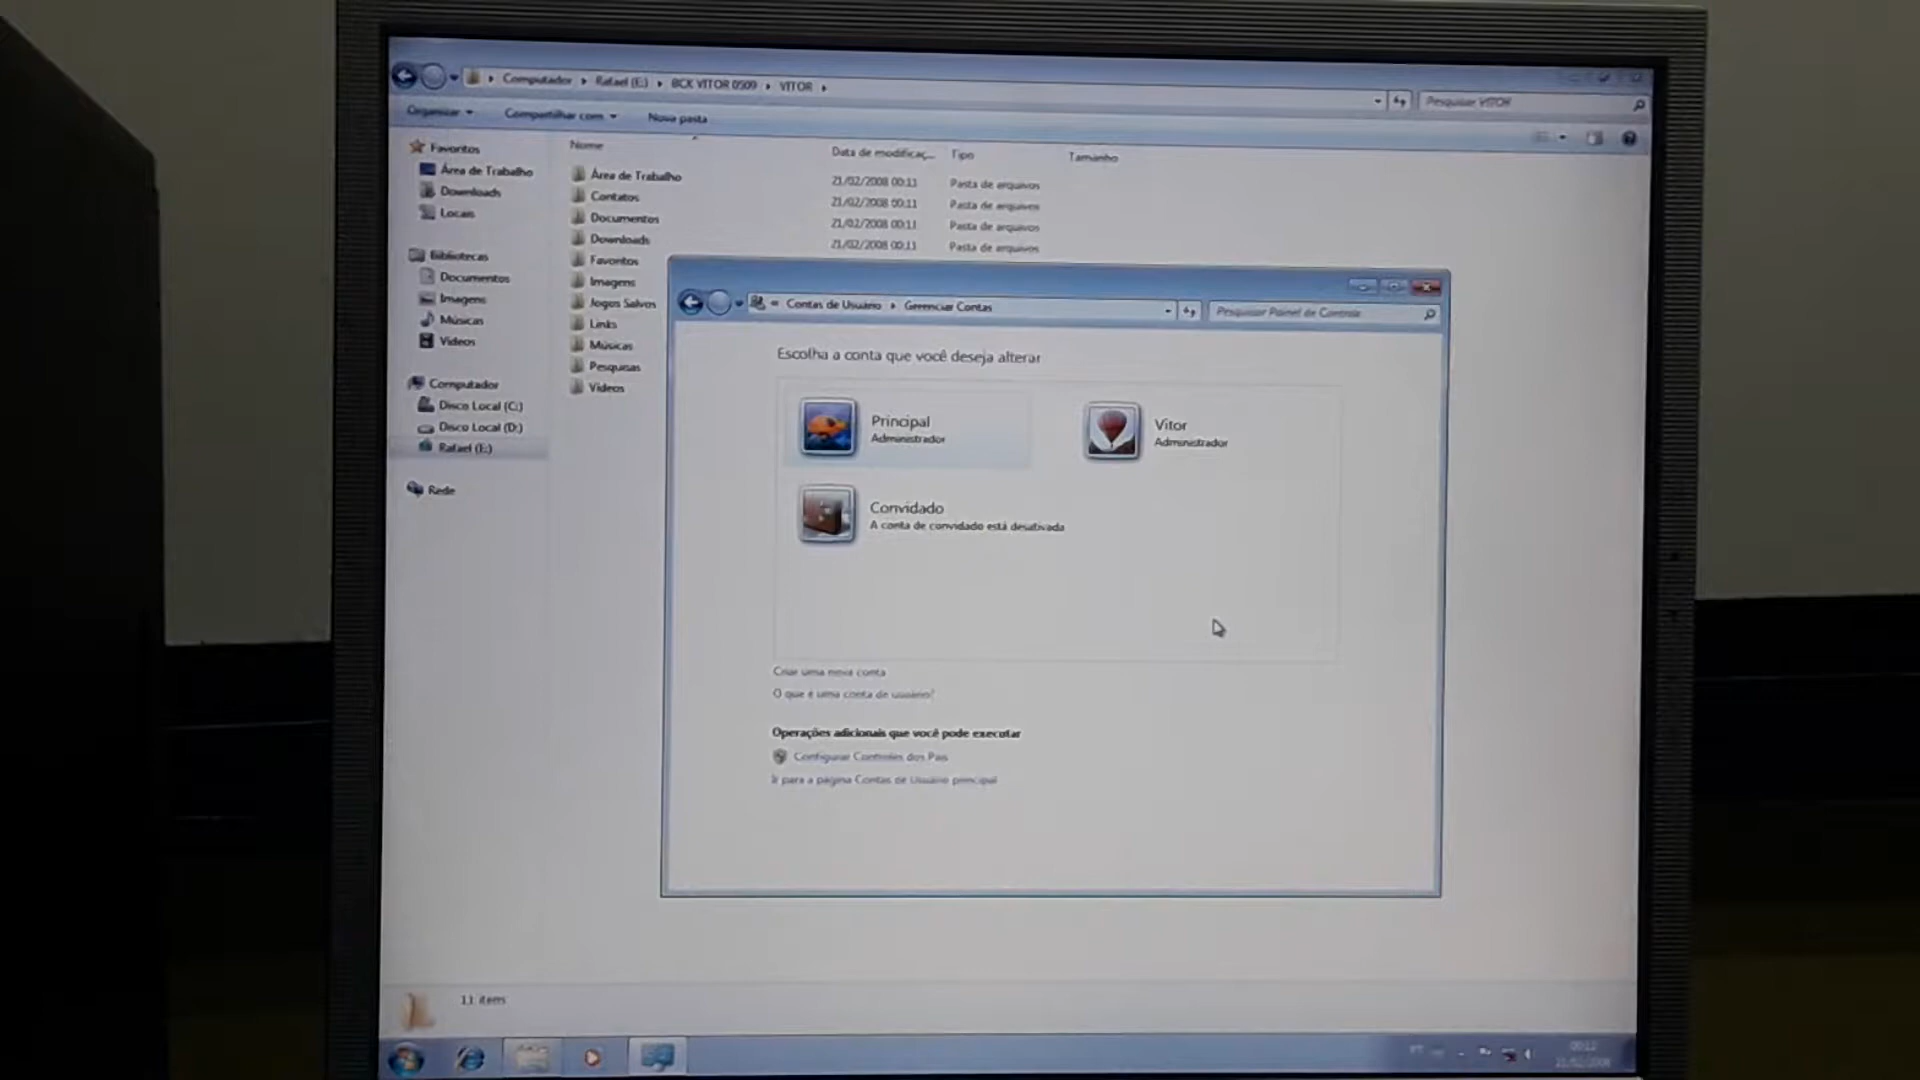 Computador ▸ Rafael (E:) ▸ BCK VITOR 0509 ▸ VITOR ▸
Pesquisar VITOR
Organizar
Compartilhar com
Nova pasta
Favoritos
Área de Trabalho
Downloads
Locais
Bibliotecas
Documentos
Imagens
Músicas
Vídeos
Computador
Disco Local (C:)
Disco Local (D:)
Rafael (E:)
Rede
Nome
Data de modificaç...
Tipo
Tamanho
Área de Trabalho 21/02/2008 00:11 Pasta de arquivos
Contatos 21/02/2008 00:11 Pasta de arquivos
Documentos 21/02/2008 00:11 Pasta de arquivos
Downloads 21/02/2008 00:11 Pasta de arquivos
Favoritos
Imagens
Jogos Salvos
Links
Músicas
Pesquisas
Vídeos
« Contas de Usuário ▸ Gerenciar Contas
Pesquisar Painel de Controle
Escolha a conta que você deseja alterar
Principal
Administrador
Vitor
Administrador
Convidado
A conta de convidado está desativada
Criar uma nova conta
O que é uma conta de usuário?
Operações adicionais que você pode executar
Configurar Controles dos Pais
Ir para a página Contas de Usuário principal
11 itens
PT
00:12
21/02/2008